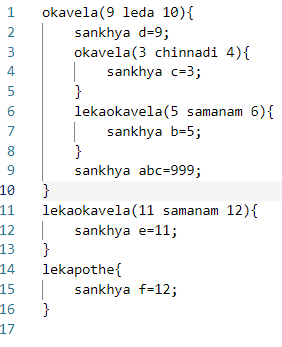 1 okavela(9 leda 10){
2     sankhya d=9;
3     okavela(3 chinnadi 4){
4         sankhya c=3;
5     }
6     lekaokavela(5 samanam 6){
7         sankhya b=5;
8     }
9     sankhya abc=999;
10 }
11 lekaokavela(11 samanam 12){
12     sankhya e=11;
13 }
14 lekapothe{
15     sankhya f=12;
16 }
17